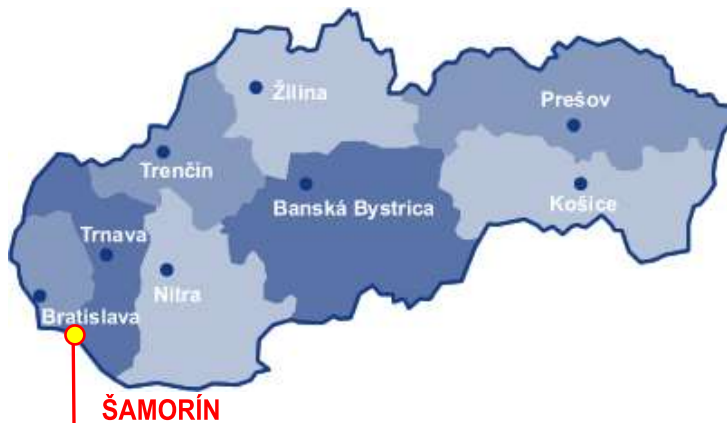 Žilina
Prešov
Trenčín
Banská Bystrica
Košice
Trnava
Nitra
Bratislava
ŠAMORÍN